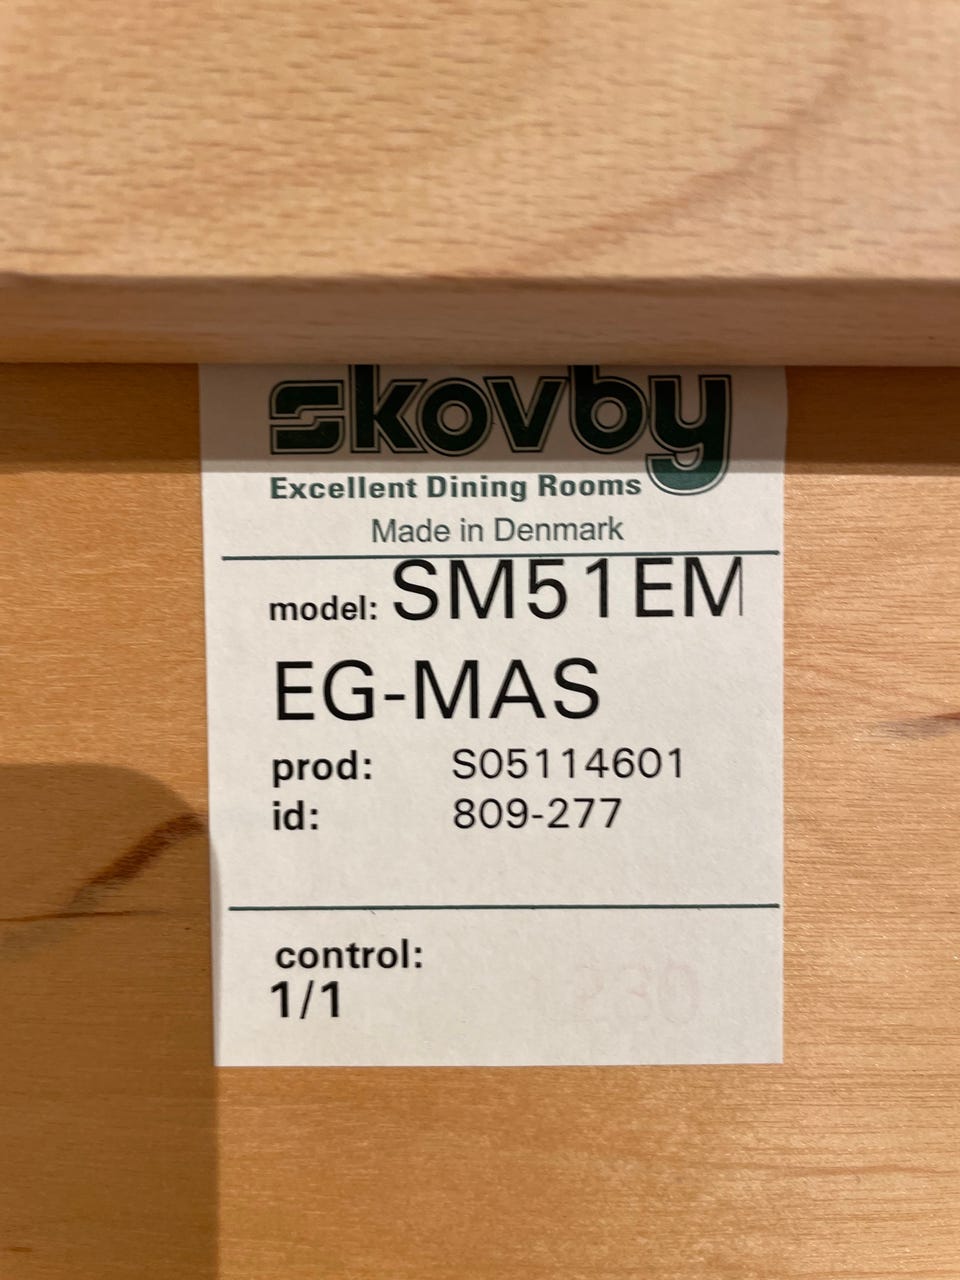 skovby
Excellent Dining Rooms
Made in Denmark
model: SM51EM
EG-MAS
prod: S05114601
id: 809-277
control:
1/1
230